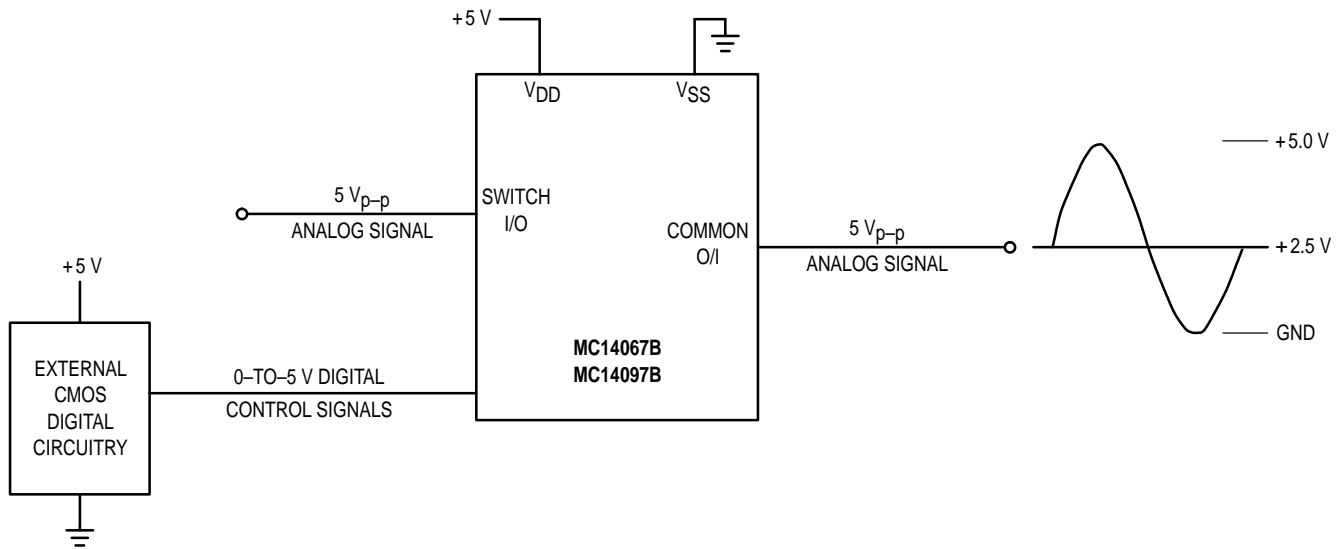 +5 V
VDD
VSS
+5.0 V
5 Vp–p
ANALOG SIGNAL
SWITCH
I/O
COMMON
O/I
5 Vp–p
ANALOG SIGNAL
+2.5 V
+5 V
GND
MC14067B
MC14097B
EXTERNAL
CMOS
DIGITAL
CIRCUITRY
0–TO–5 V DIGITAL
CONTROL SIGNALS